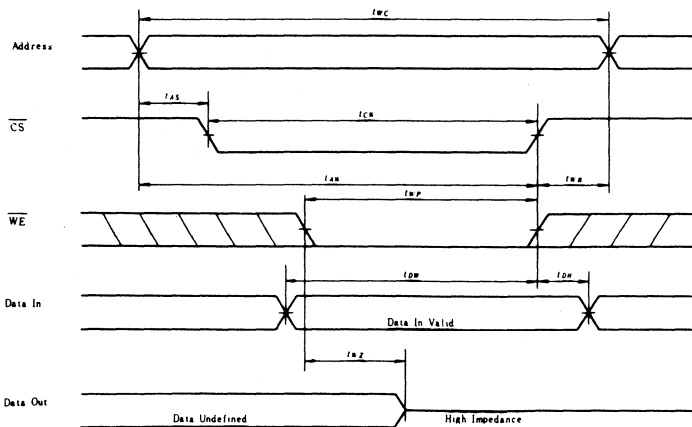 tWC
Address
tAS
tCW
CS
tAW
tWR
tWP
WE
tDW
tDH
Data In
Data In Valid
tWZ
Data Out
Data Undefined
High Impedance